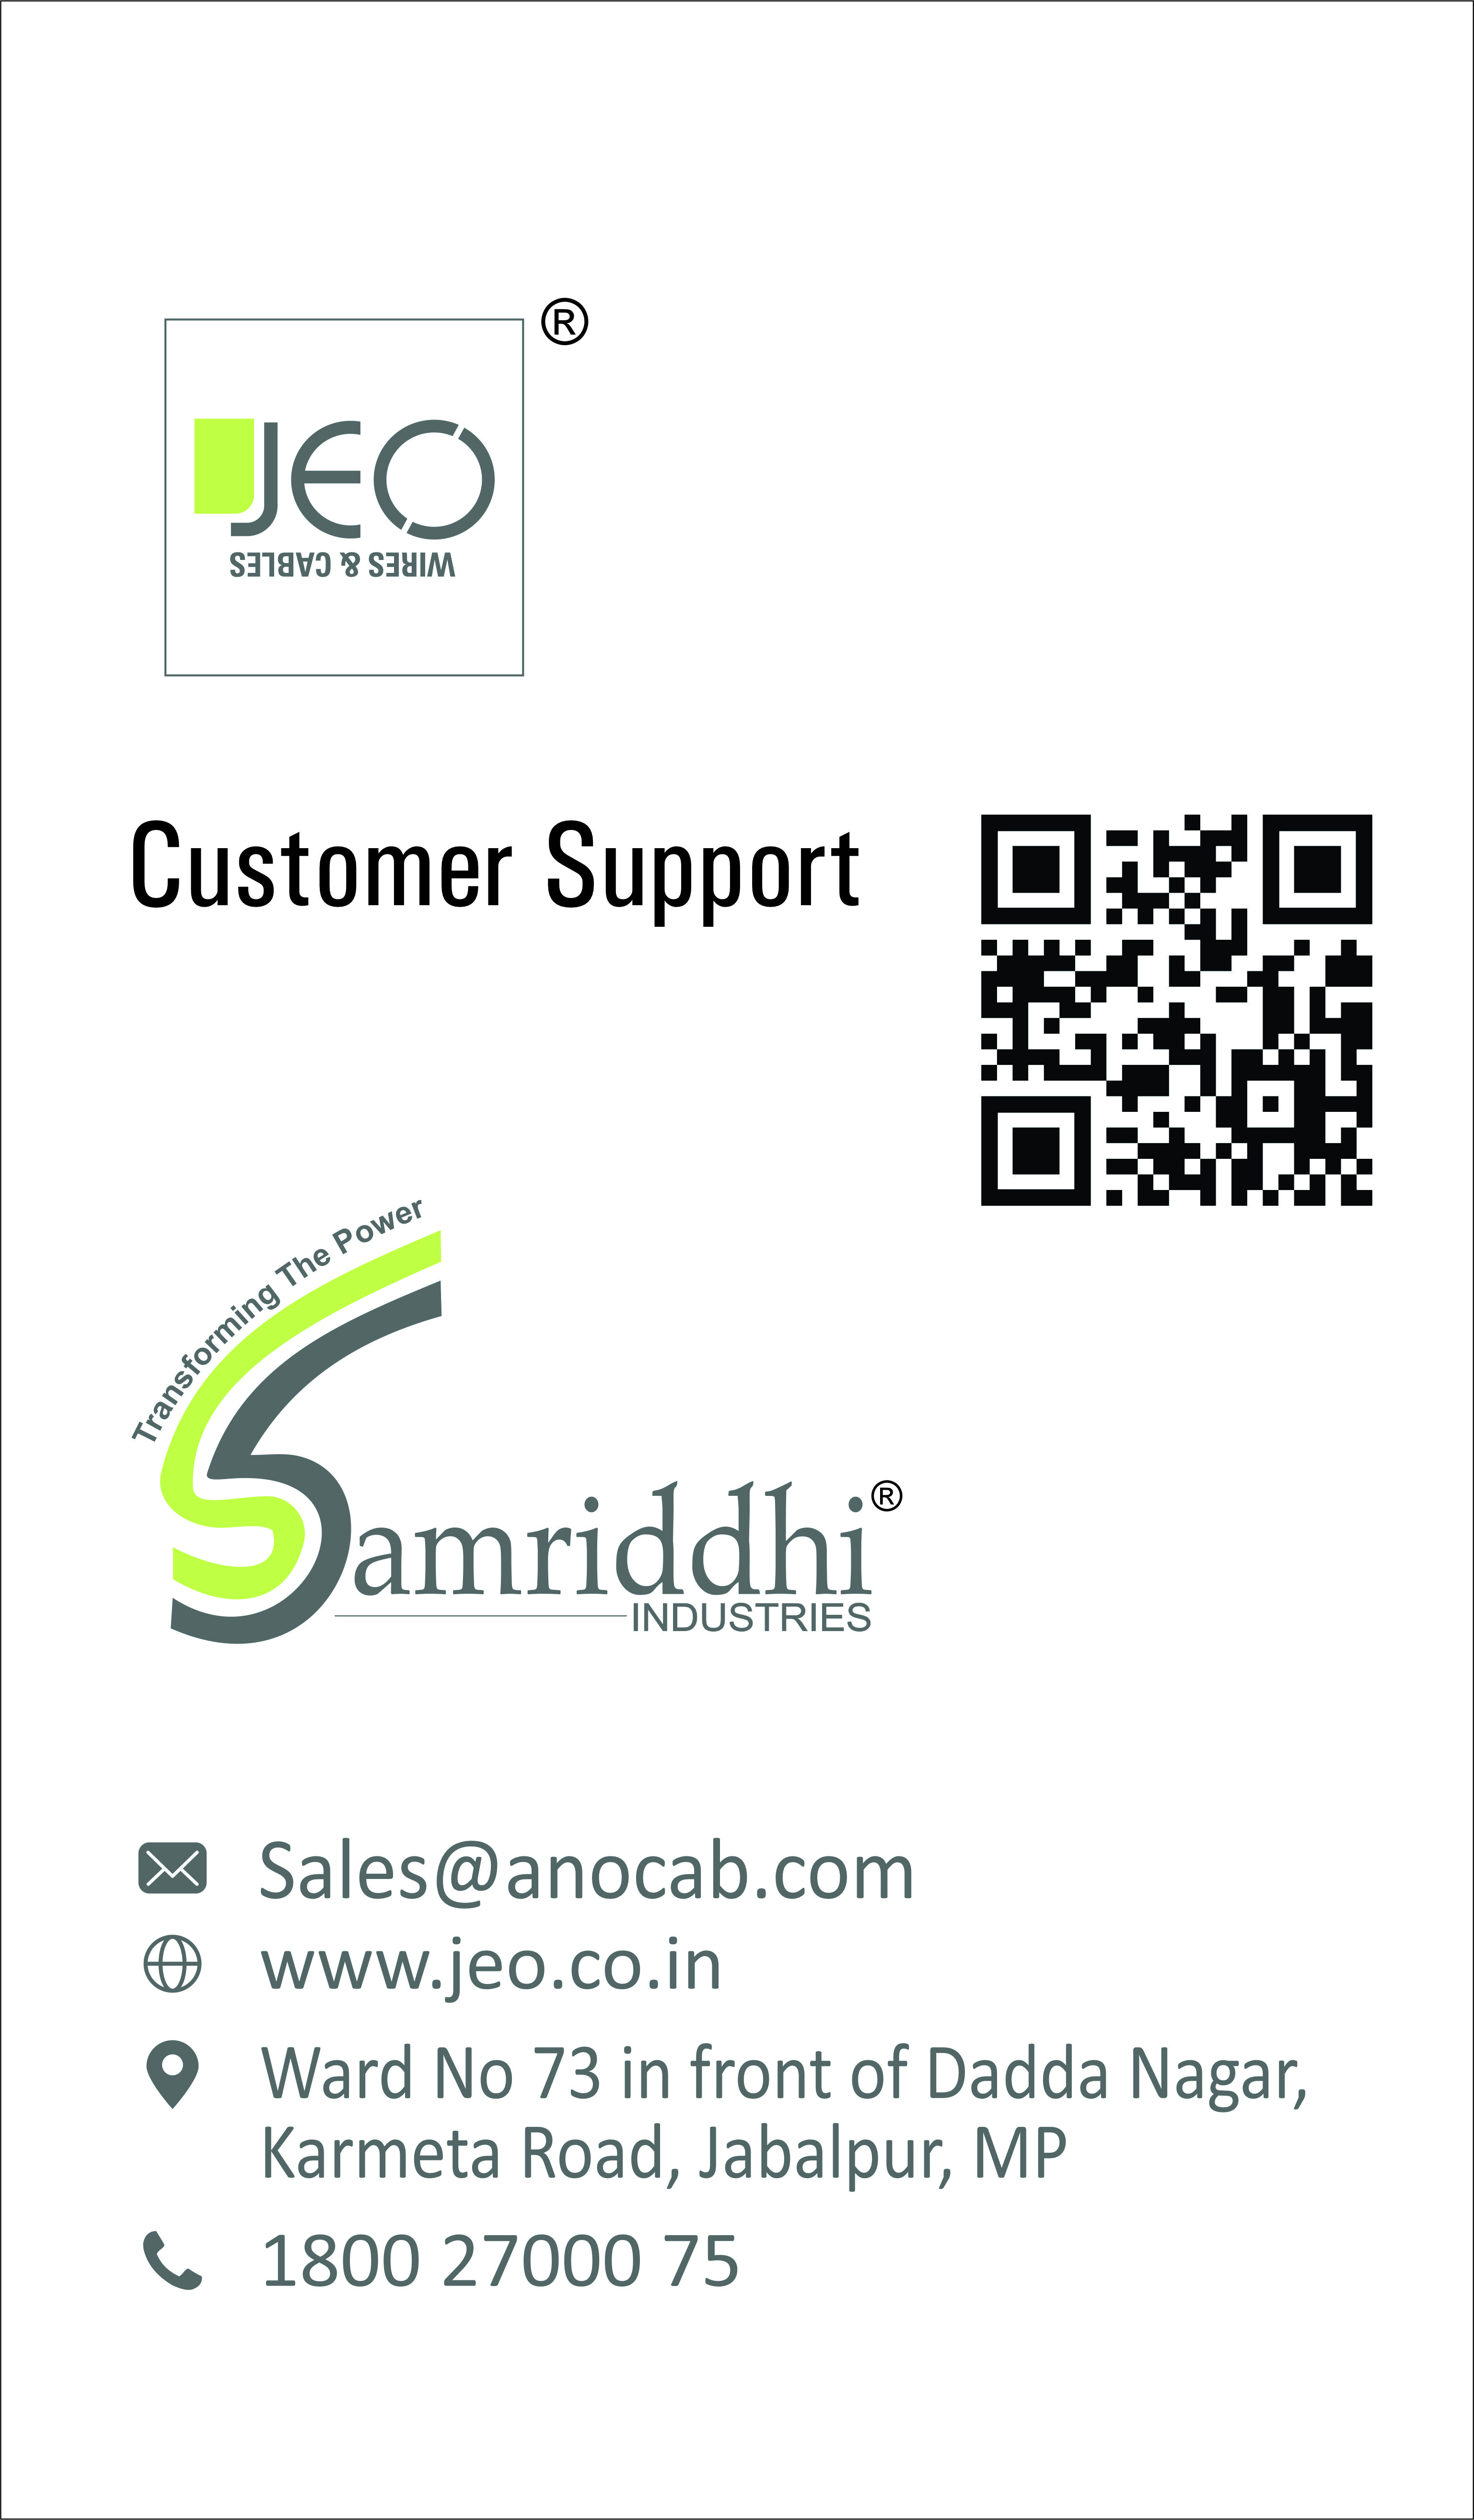 ®
JEO
WIRES & CABLES
Customer Support
Transforming The Power
Samriddhi®
INDUSTRIES
Sales@anocab.com
www.jeo.co.in
Ward No 73 in front of Dadda Nagar,
Karmeta Road, Jabalpur, MP
1800 27000 75